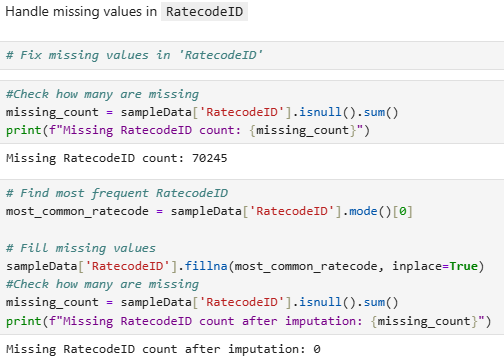 Handle missing values in RatecodeID
# Fix missing values in 'RatecodeID'
#Check how many are missing
missing_count = sampleData['RatecodeID'].isnull().sum()
print(f"Missing RatecodeID count: {missing_count}")
Missing RatecodeID count: 70245
# Find most frequent RatecodeID
most_common_ratecode = sampleData['RatecodeID'].mode()[0]
# Fill missing values
sampleData['RatecodeID'].fillna(most_common_ratecode, inplace=True)
#Check how many are missing
missing_count = sampleData['RatecodeID'].isnull().sum()
print(f"Missing RatecodeID count after imputation: {missing_count}")
Missing RatecodeID count after imputation: 0